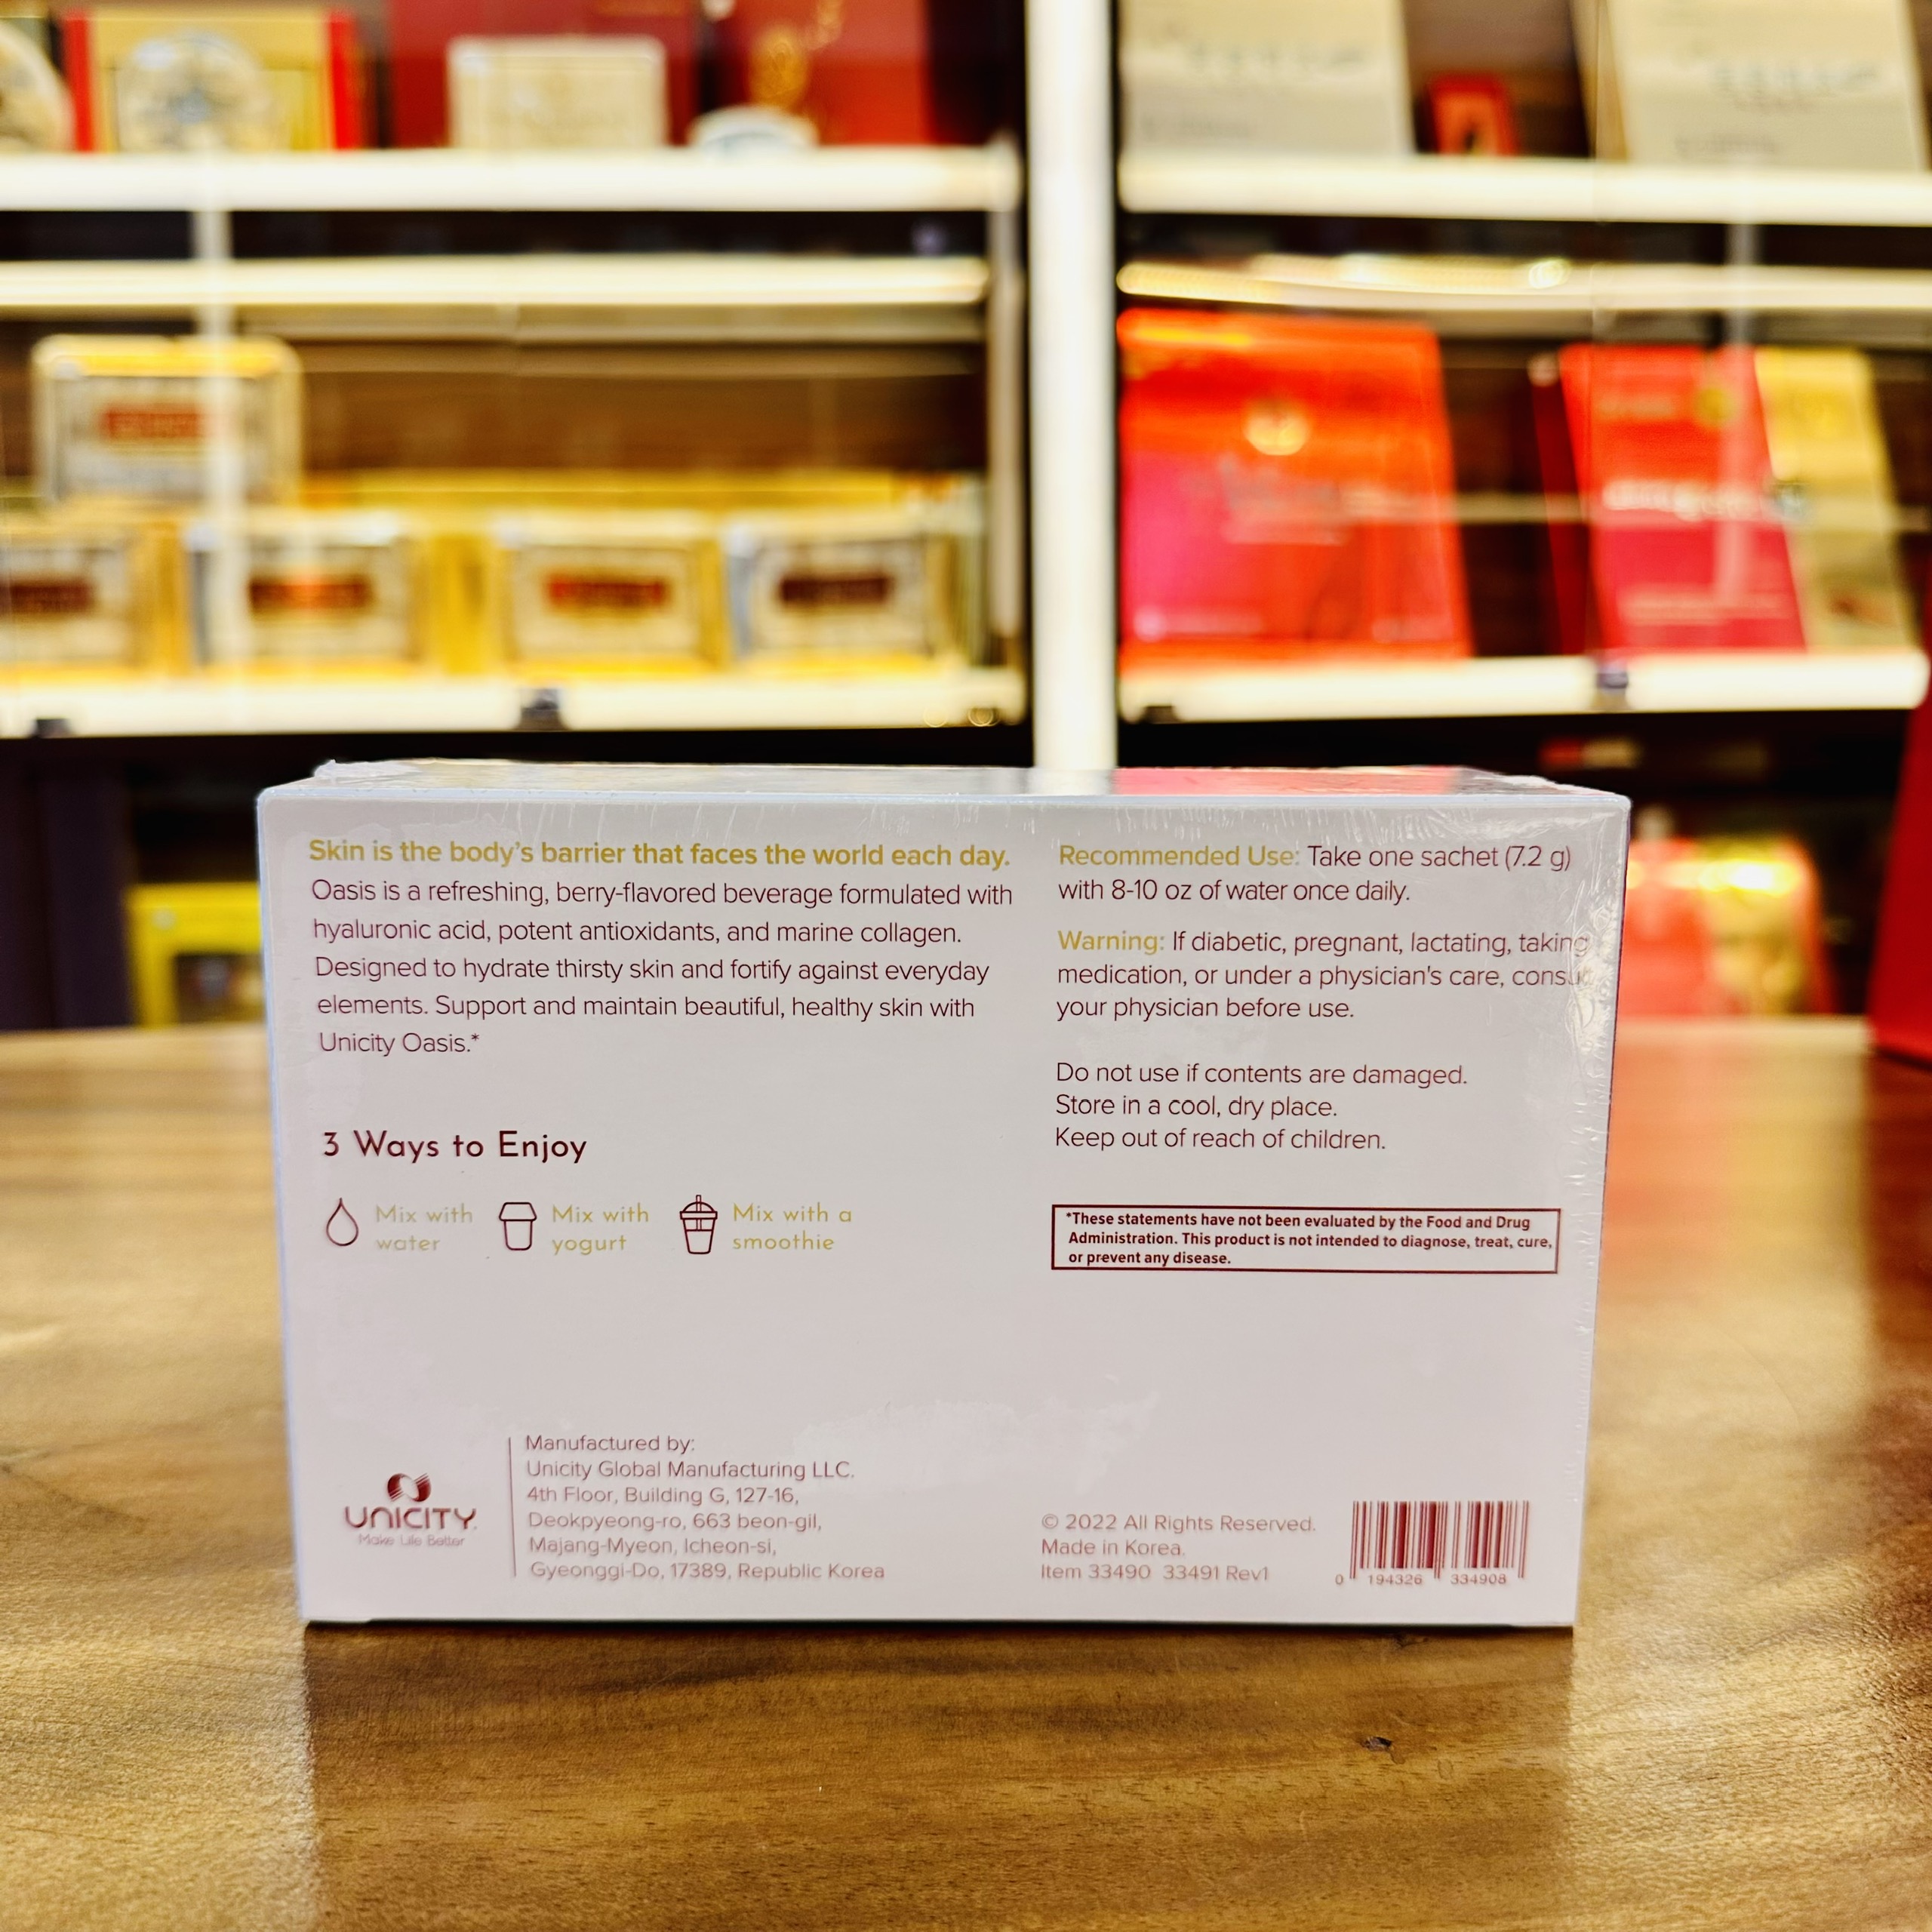 Skin is the body's barrier that faces the world each day.
Oasis is a refreshing, berry-flavored beverage formulated with
hyaluronic acid, potent antioxidants, and marine collagen.
Designed to hydrate thirsty skin and fortify against everyday
elements. Support and maintain beautiful, healthy skin with
Unicity Oasis.*
3 Ways to Enjoy
Mix with
water
Mix with
yogurt
Mix with a
smoothie
Recommended Use: Take one sachet (7.2 g)
with 8-10 oz of water once daily.
Warning: If diabetic, pregnant, lactating, taking
medication, or under a physician's care,
your physician before use.
Do not use if contents are damaged.
Store in a cool, dry place.
Keep out of reach of children.
*These statements have not been evaluated by the Food and Drug
Administration. This product is not intended to diagnose, treat, cure,
or prevent any disease.
UNICITY
Make Life Better
Manufactured by:
Unicity Global Manufacturing LLC.
4th Floor, Building G, 127-16,
Deokpyeong-ro, 663 beon-gil,
Majang-Myeon, Icheon-si,
Gyeonggi-Do, 17389, Republic Korea
© 2022 All Rights Reserved.
Made in Korea.
Item 33490 33491 Rev1
0 194326 334908